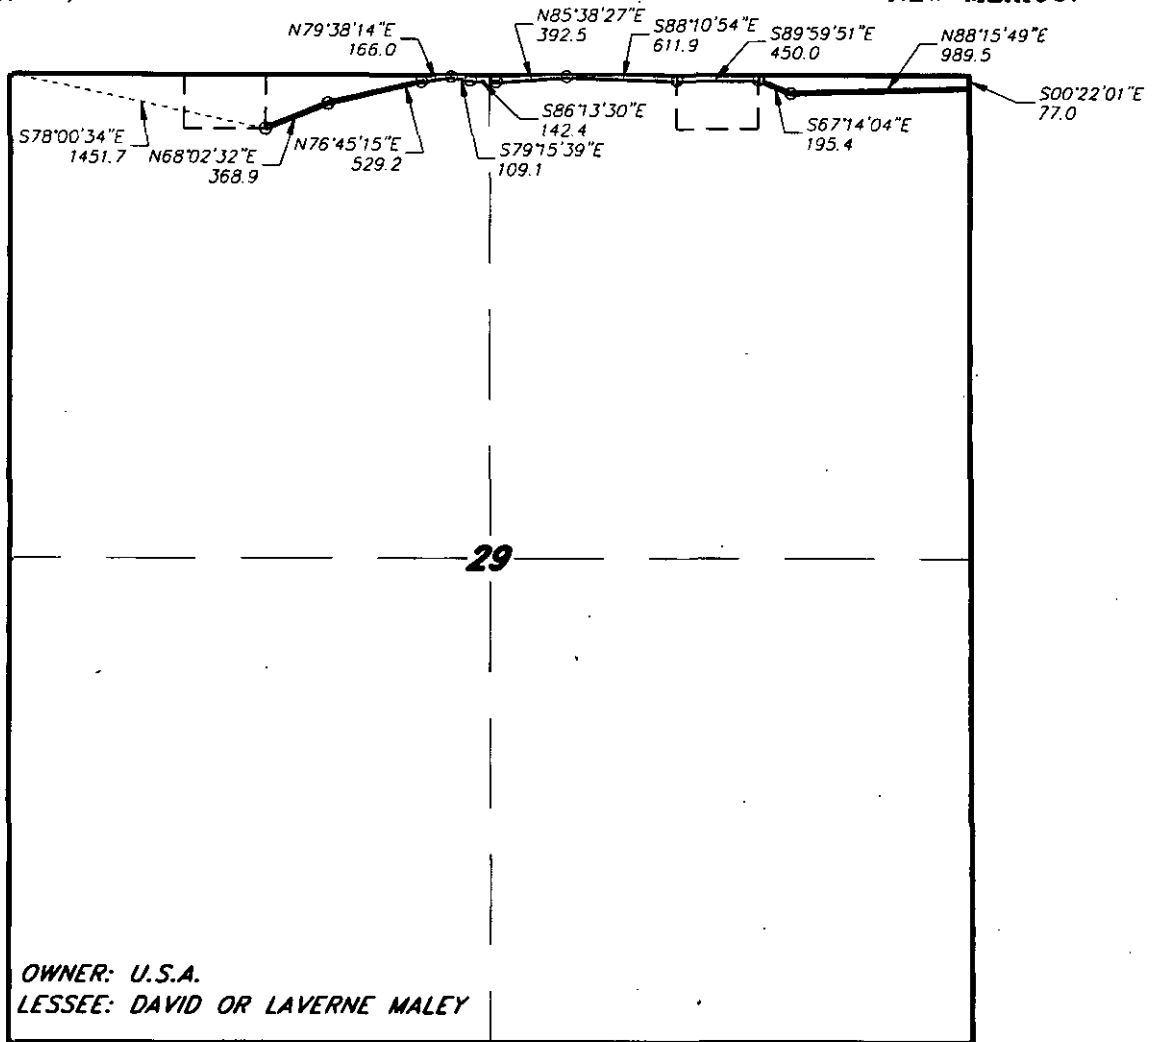 N79°38'14"E
166.0
N85°38'27"E
392.5
S88°10'54"E
611.9
S89°59'51"E
450.0
N88°15'49"E
989.5
S00°22'01"E
77.0
S78°00'34"E
1451.7
N68°02'32"E
368.9
N76°45'15"E
529.2
S79°15'39"E
109.1
S86°13'30"E
142.4
S67°14'04"E
195.4
29
OWNER: U.S.A.
LESSEE: DAVID OR LAVERNE MALEY